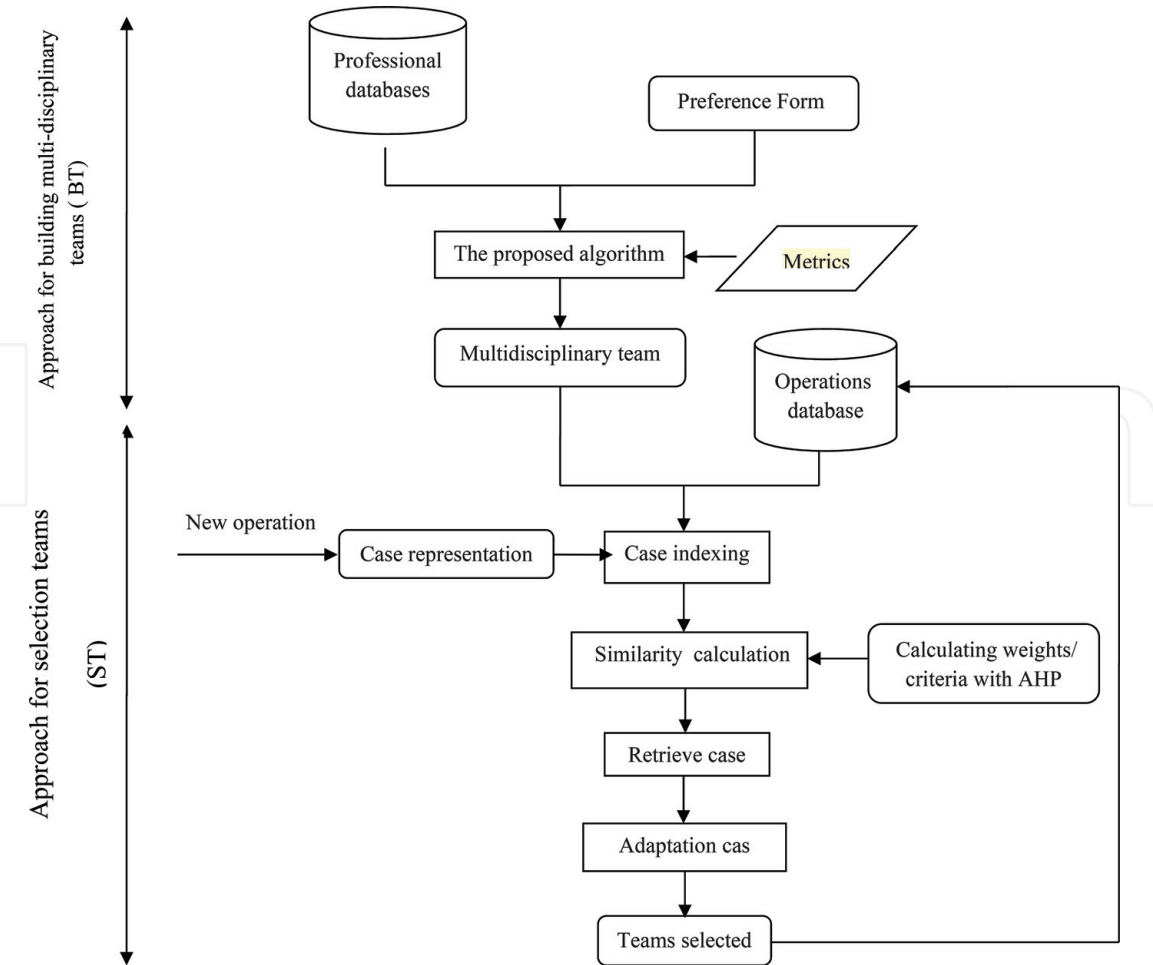 Professional
databases
Preference Form
Approach for building multi-disciplinary
teams ( BT)
The proposed algorithm
Metrics
Multidisciplinary team
Operations
database
New operation
Case representation
Case indexing
Approach for selection teams
(ST)
Similarity calculation
Calculating weights/
criteria with AHP
Retrieve case
Adaptation cas
Teams selected